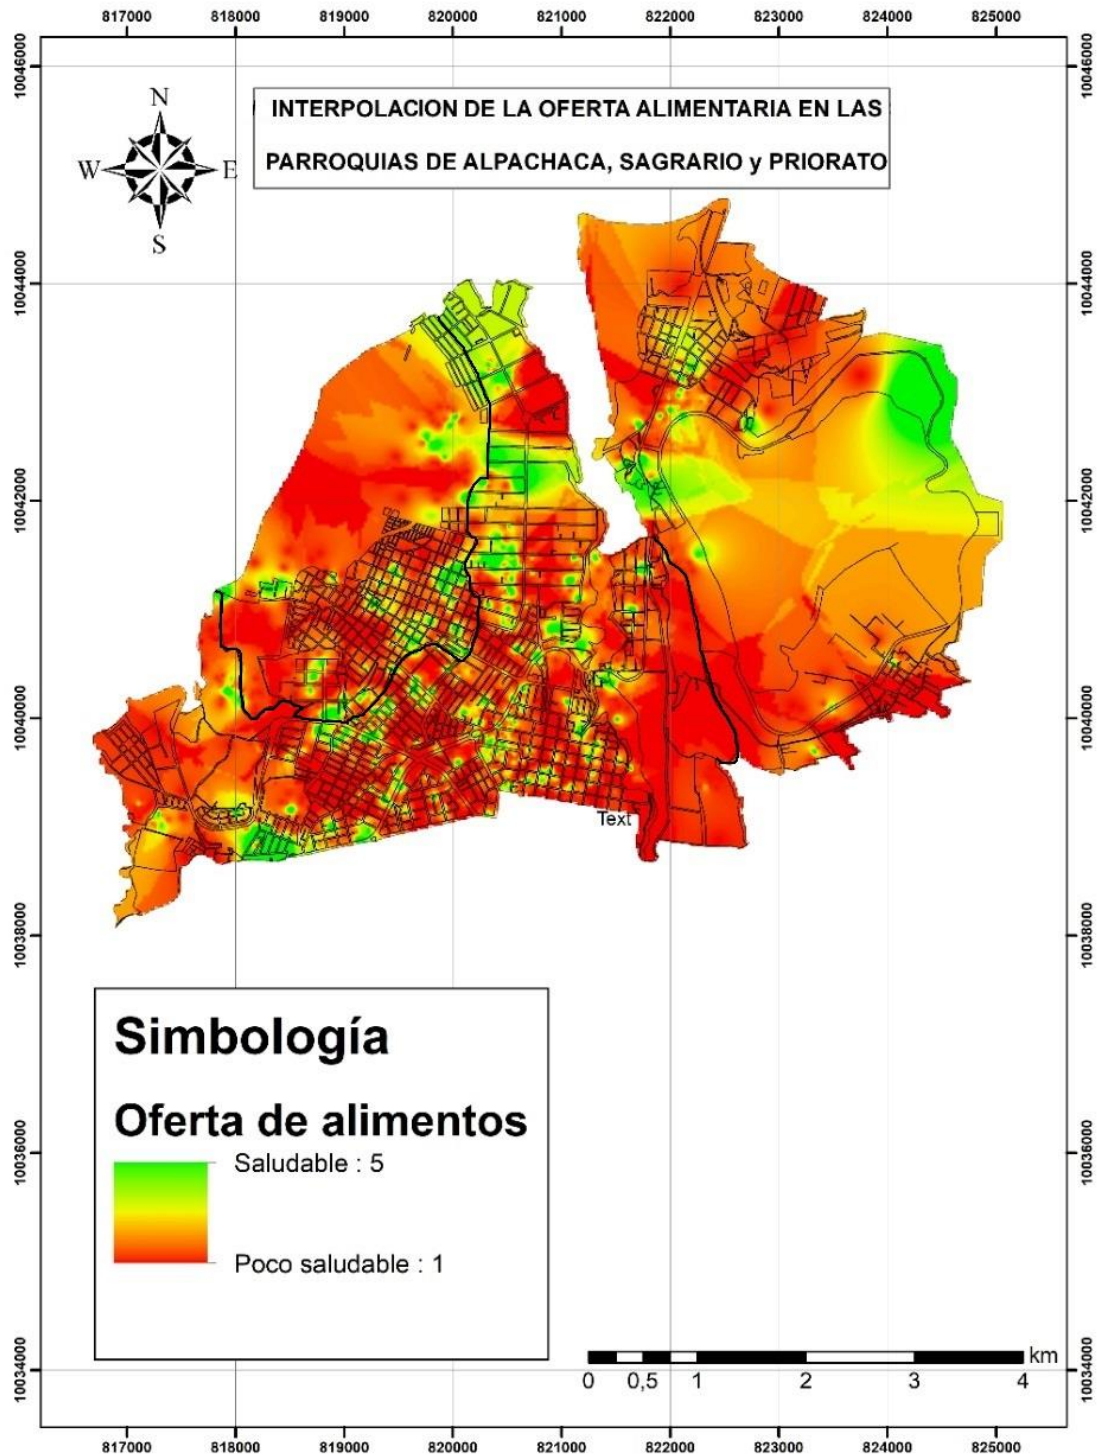 817000 818000 819000 820000 821000 822000 823000 824000 825000
10046000 10046000
N
W E
S
INTERPOLACION DE LA OFERTA ALIMENTARIA EN LAS
PARROQUIAS DE ALPACHACA, SAGRARIO y PRIORATO
10044000 10044000
10042000 10042000
10040000 10040000
Text
10038000 10038000
Simbología
Oferta de alimentos
Saludable : 5
Poco saludable : 1
10036000 10036000
10034000 10034000
km
0 0,5 1 2 3 4
817000 818000 819000 820000 821000 822000 823000 824000 825000